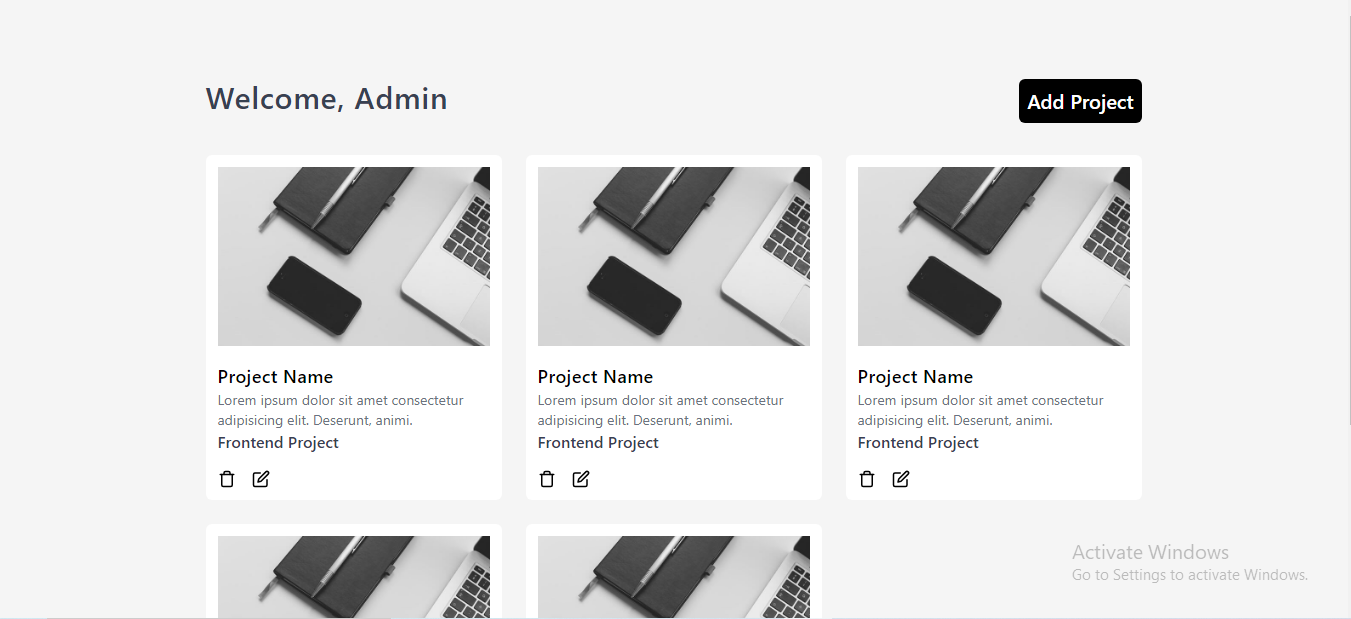 Welcome, Admin
Add Project
Project Name
Lorem ipsum dolor sit amet consectetur
adipisicing elit. Deserunt, animi.
Frontend Project
Project Name
Lorem ipsum dolor sit amet consectetur
adipisicing elit. Deserunt, animi.
Frontend Project
Project Name
Lorem ipsum dolor sit amet consectetur
adipisicing elit. Deserunt, animi.
Frontend Project
Activate Windows
Go to Settings to activate Windows.